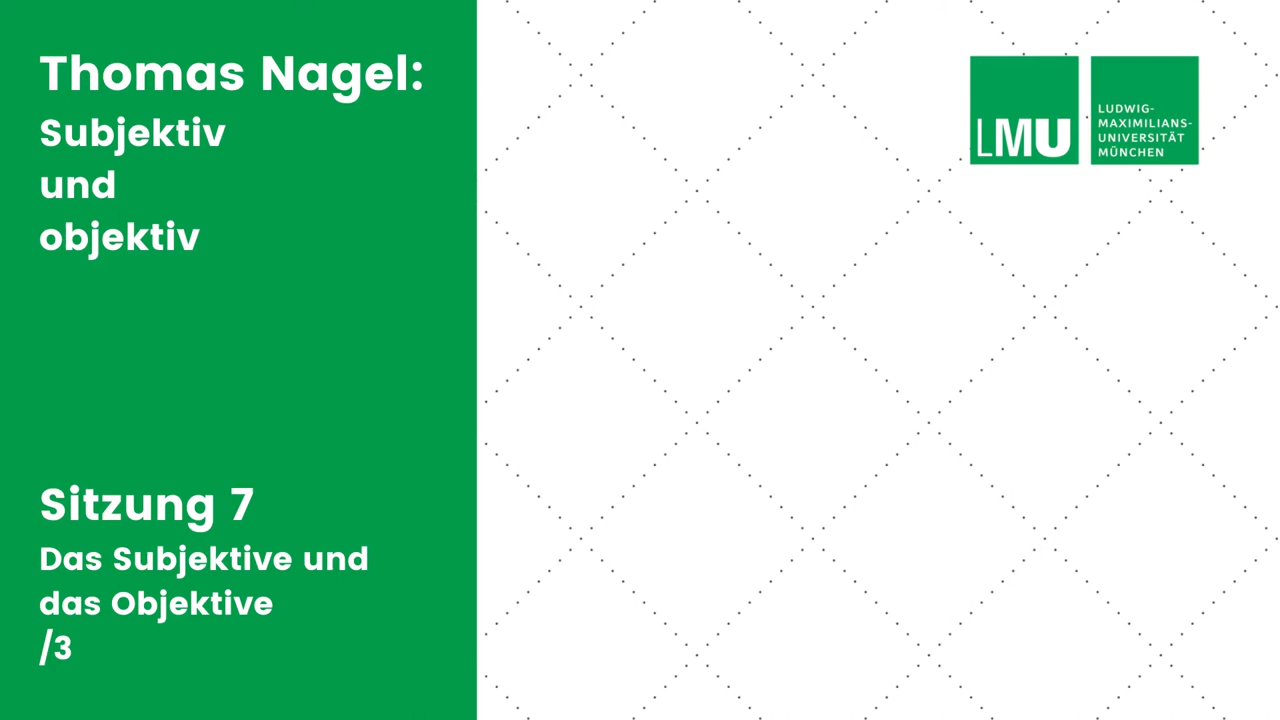 Thomas Nagel:
Subjektiv
und
objektiv
Sitzung 7
Das Subjektive und
das Objektive
/3
LMU
LUDWIG-
MAXIMILIANS-
UNIVERSITÄT
MÜNCHEN